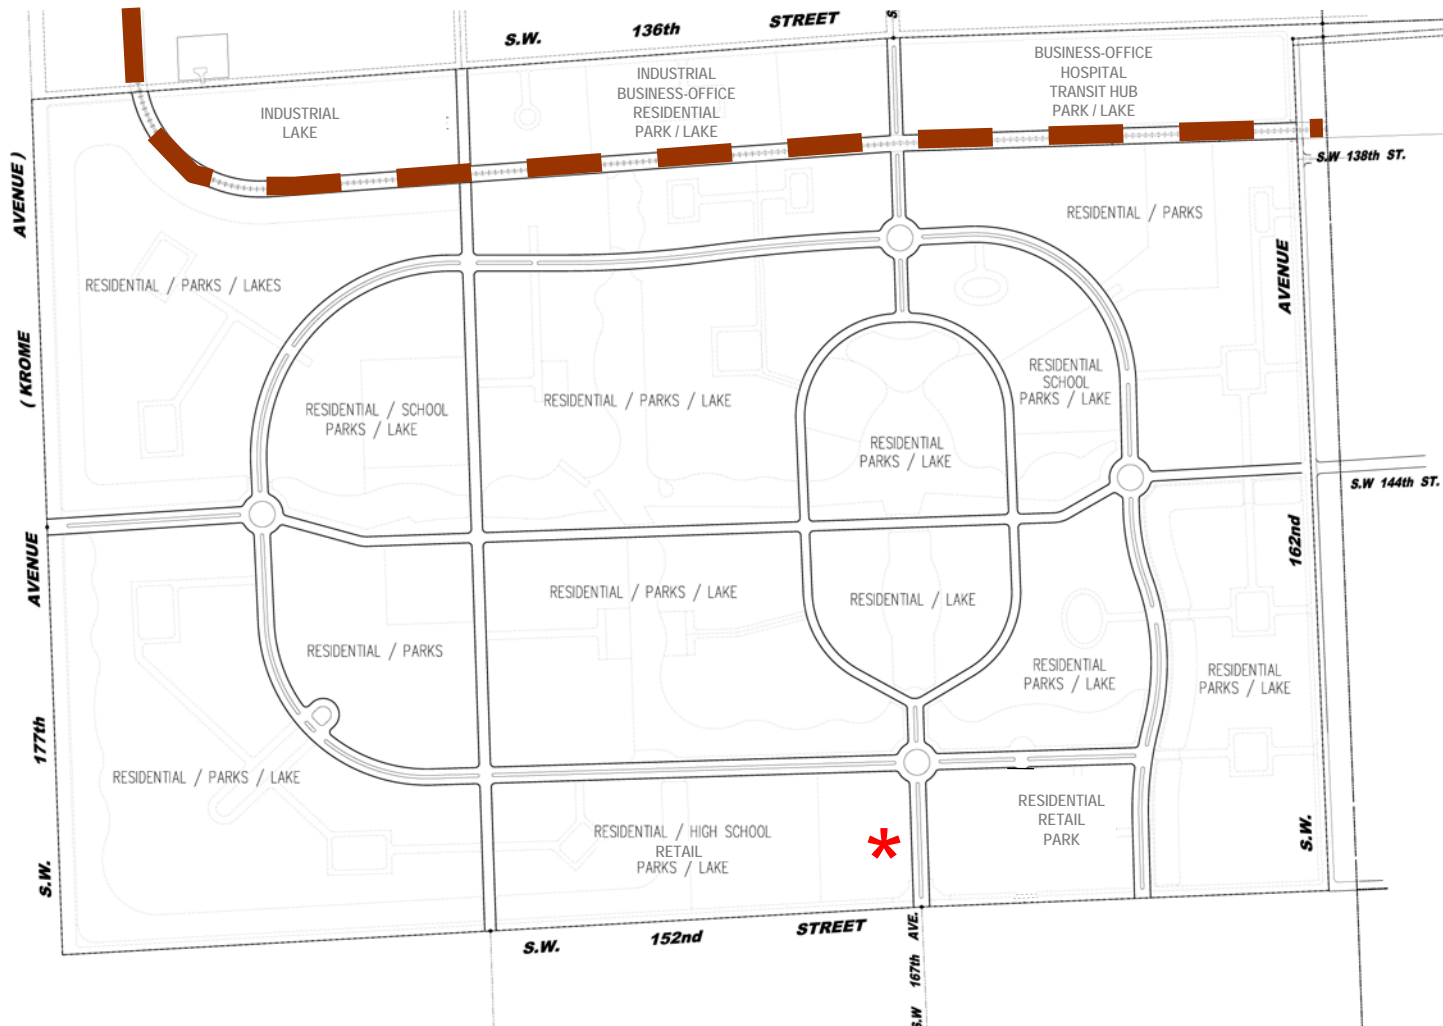 S.W. 136th STREET
S
BUSINESS-OFFICE
HOSPITAL
TRANSIT HUB
PARK / LAKE
INDUSTRIAL
BUSINESS-OFFICE
RESIDENTIAL
PARK / LAKE
INDUSTRIAL
LAKE
S.W 138th ST.
RESIDENTIAL / PARKS
AVENUE
RESIDENTIAL / PARKS / LAKES
S.W. 177th AVENUE ( KROME AVENUE )
RESIDENTIAL / SCHOOL
PARKS / LAKE
RESIDENTIAL / PARKS / LAKE
RESIDENTIAL
SCHOOL
PARKS / LAKE
RESIDENTIAL
PARKS / LAKE
S.W 144th ST.
S.W. 162nd
RESIDENTIAL / PARKS / LAKE
RESIDENTIAL / LAKE
RESIDENTIAL / PARKS
RESIDENTIAL
PARKS / LAKE
RESIDENTIAL
PARKS / LAKE
RESIDENTIAL / PARKS / LAKE
RESIDENTIAL / HIGH SCHOOL
RETAIL
PARKS / LAKE
*
RESIDENTIAL
RETAIL
PARK
S.W. 152nd STREET
S.W 167th AVE.